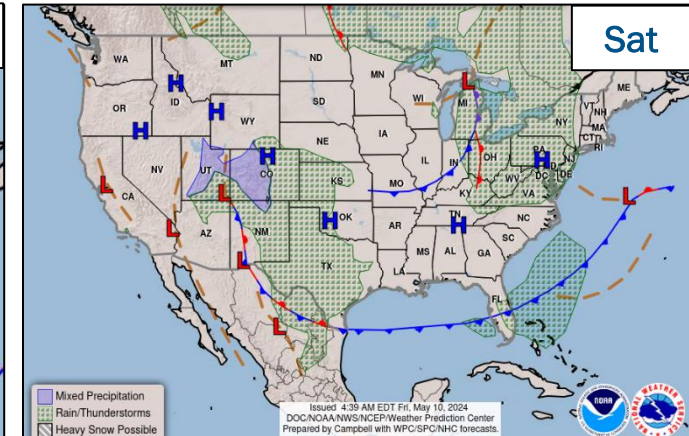 Sat
WA
MT
ND
MN
ME
OR
ID
H
H
H
SD
WI
MI
L
NY
VT
NH
MA
CT
RI
WY
NE
IA
NV
UT
CO
H
IL
IN
OH
PA
H
NJ
DE
DC
WV
VA
CA
L
L
L
KS
MO
KY
L
AZ
NM
OK
H
AR
TN
H
NC
SC
MS
AL
GA
LA
TX
L
L
FL
Mixed Precipitation
Rain/Thunderstorms
Heavy Snow Possible
Issued 4:39 AM EDT Fri, May 10, 2024
DOC/NOAA/NWS/NCEP/Weather Prediction Center
Prepared by Campbell with WPC/SPC/NHC forecasts.
NOAA